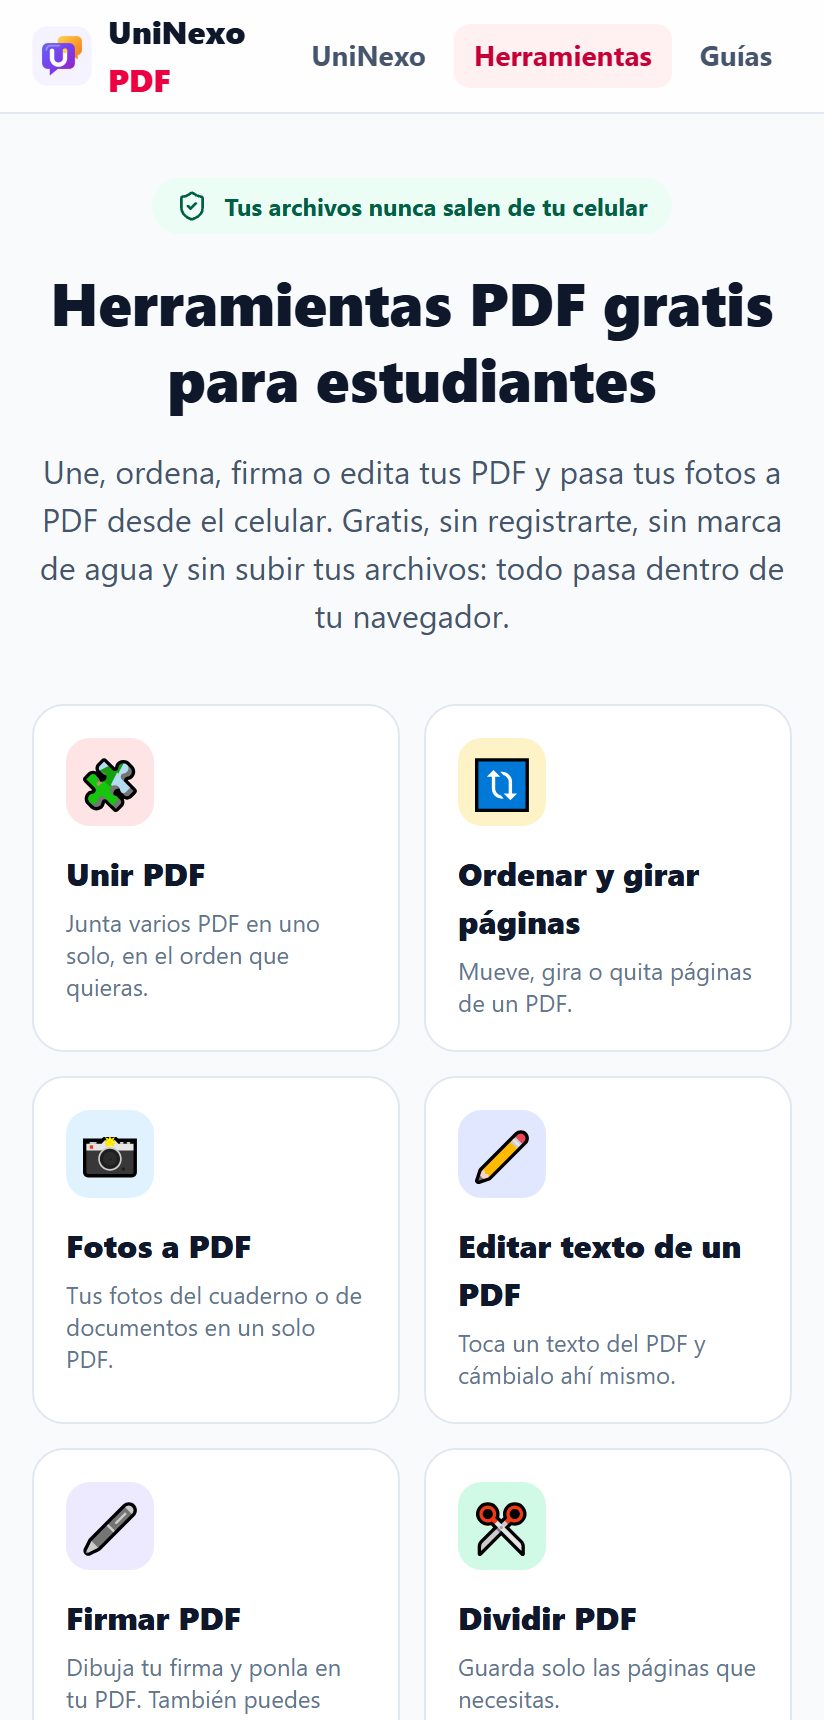 UniNexo
PDF
UniNexo
Herramientas
Guías
Tus archivos nunca salen de tu celular
Herramientas PDF gratis
para estudiantes
Une, ordena, firma o edita tus PDF y pasa tus fotos a
PDF desde el celular. Gratis, sin registrarte, sin marca
de agua y sin subir tus archivos: todo pasa dentro de
tu navegador.
Unir PDF
Junta varios PDF en uno
solo, en el orden que
quieras.
Ordenar y girar
páginas
Mueve, gira o quita páginas
de un PDF.
Fotos a PDF
Tus fotos del cuaderno o de
documentos en un solo
PDF.
Editar texto de un
PDF
Toca un texto del PDF y
cámbialo ahí mismo.
Firmar PDF
Dibuja tu firma y ponla en
tu PDF. También puedes
Dividir PDF
Guarda solo las páginas que
necesitas.